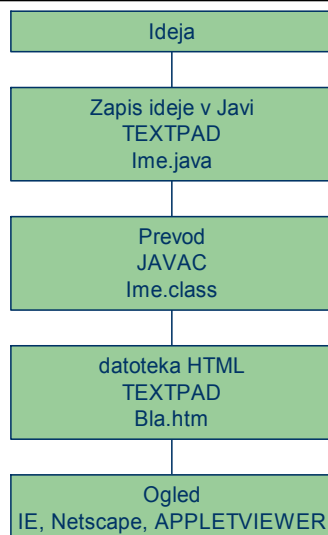 Ideja
Zapis ideje v Javi
TEXTPAD
Ime.java
Prevod
JAVAC
Ime.class
datoteka HTML
TEXTPAD
Bla.htm
Ogled
IE, Netscape, APPLETVIEWER